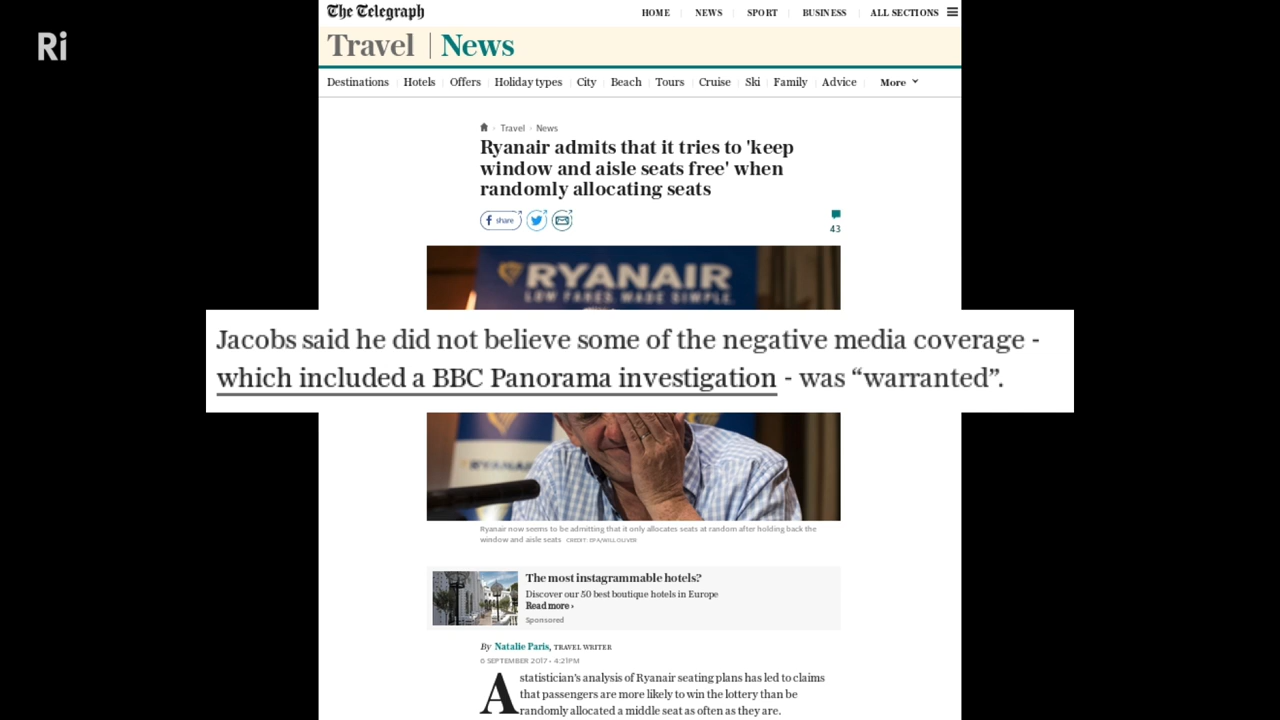 Ri
The Telegraph
HOME NEWS SPORT BUSINESS ALL SECTIONS
Travel | News
Destinations Hotels Offers Holiday types City Beach Tours Cruise Ski Family Advice More
Travel News
Ryanair admits that it tries to 'keep
window and aisle seats free' when
randomly allocating seats
share
43
RYANAIR
LOW FARES. MADE SIMPLE.
Jacobs said he did not believe some of the negative media coverage -
which included a BBC Panorama investigation - was “warranted”.
RYANAIR
Ryanair now seems to be admitting that it only allocates seats at random after holding back the
window and aisle seats CREDIT: EPA/WILL OLIVER
The most instagrammable hotels?
Discover our 50 best boutique hotels in Europe
Read more ›
Sponsored
By Natalie Paris, TRAVEL WRITER
6 SEPTEMBER 2017 • 4:21PM
A statistician’s analysis of Ryanair seating plans has led to claims
that passengers are more likely to win the lottery than be
randomly allocated a middle seat as often as they are.